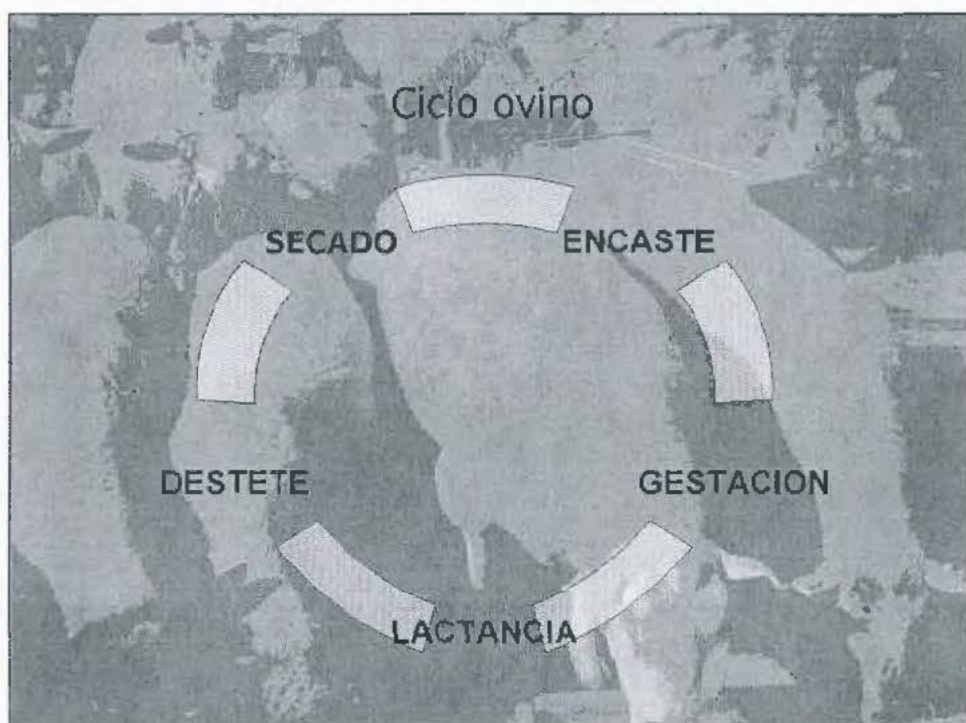 Ciclo ovino
SECADO
ENCASTE
DESTETE
GESTACION
LACTANCIA